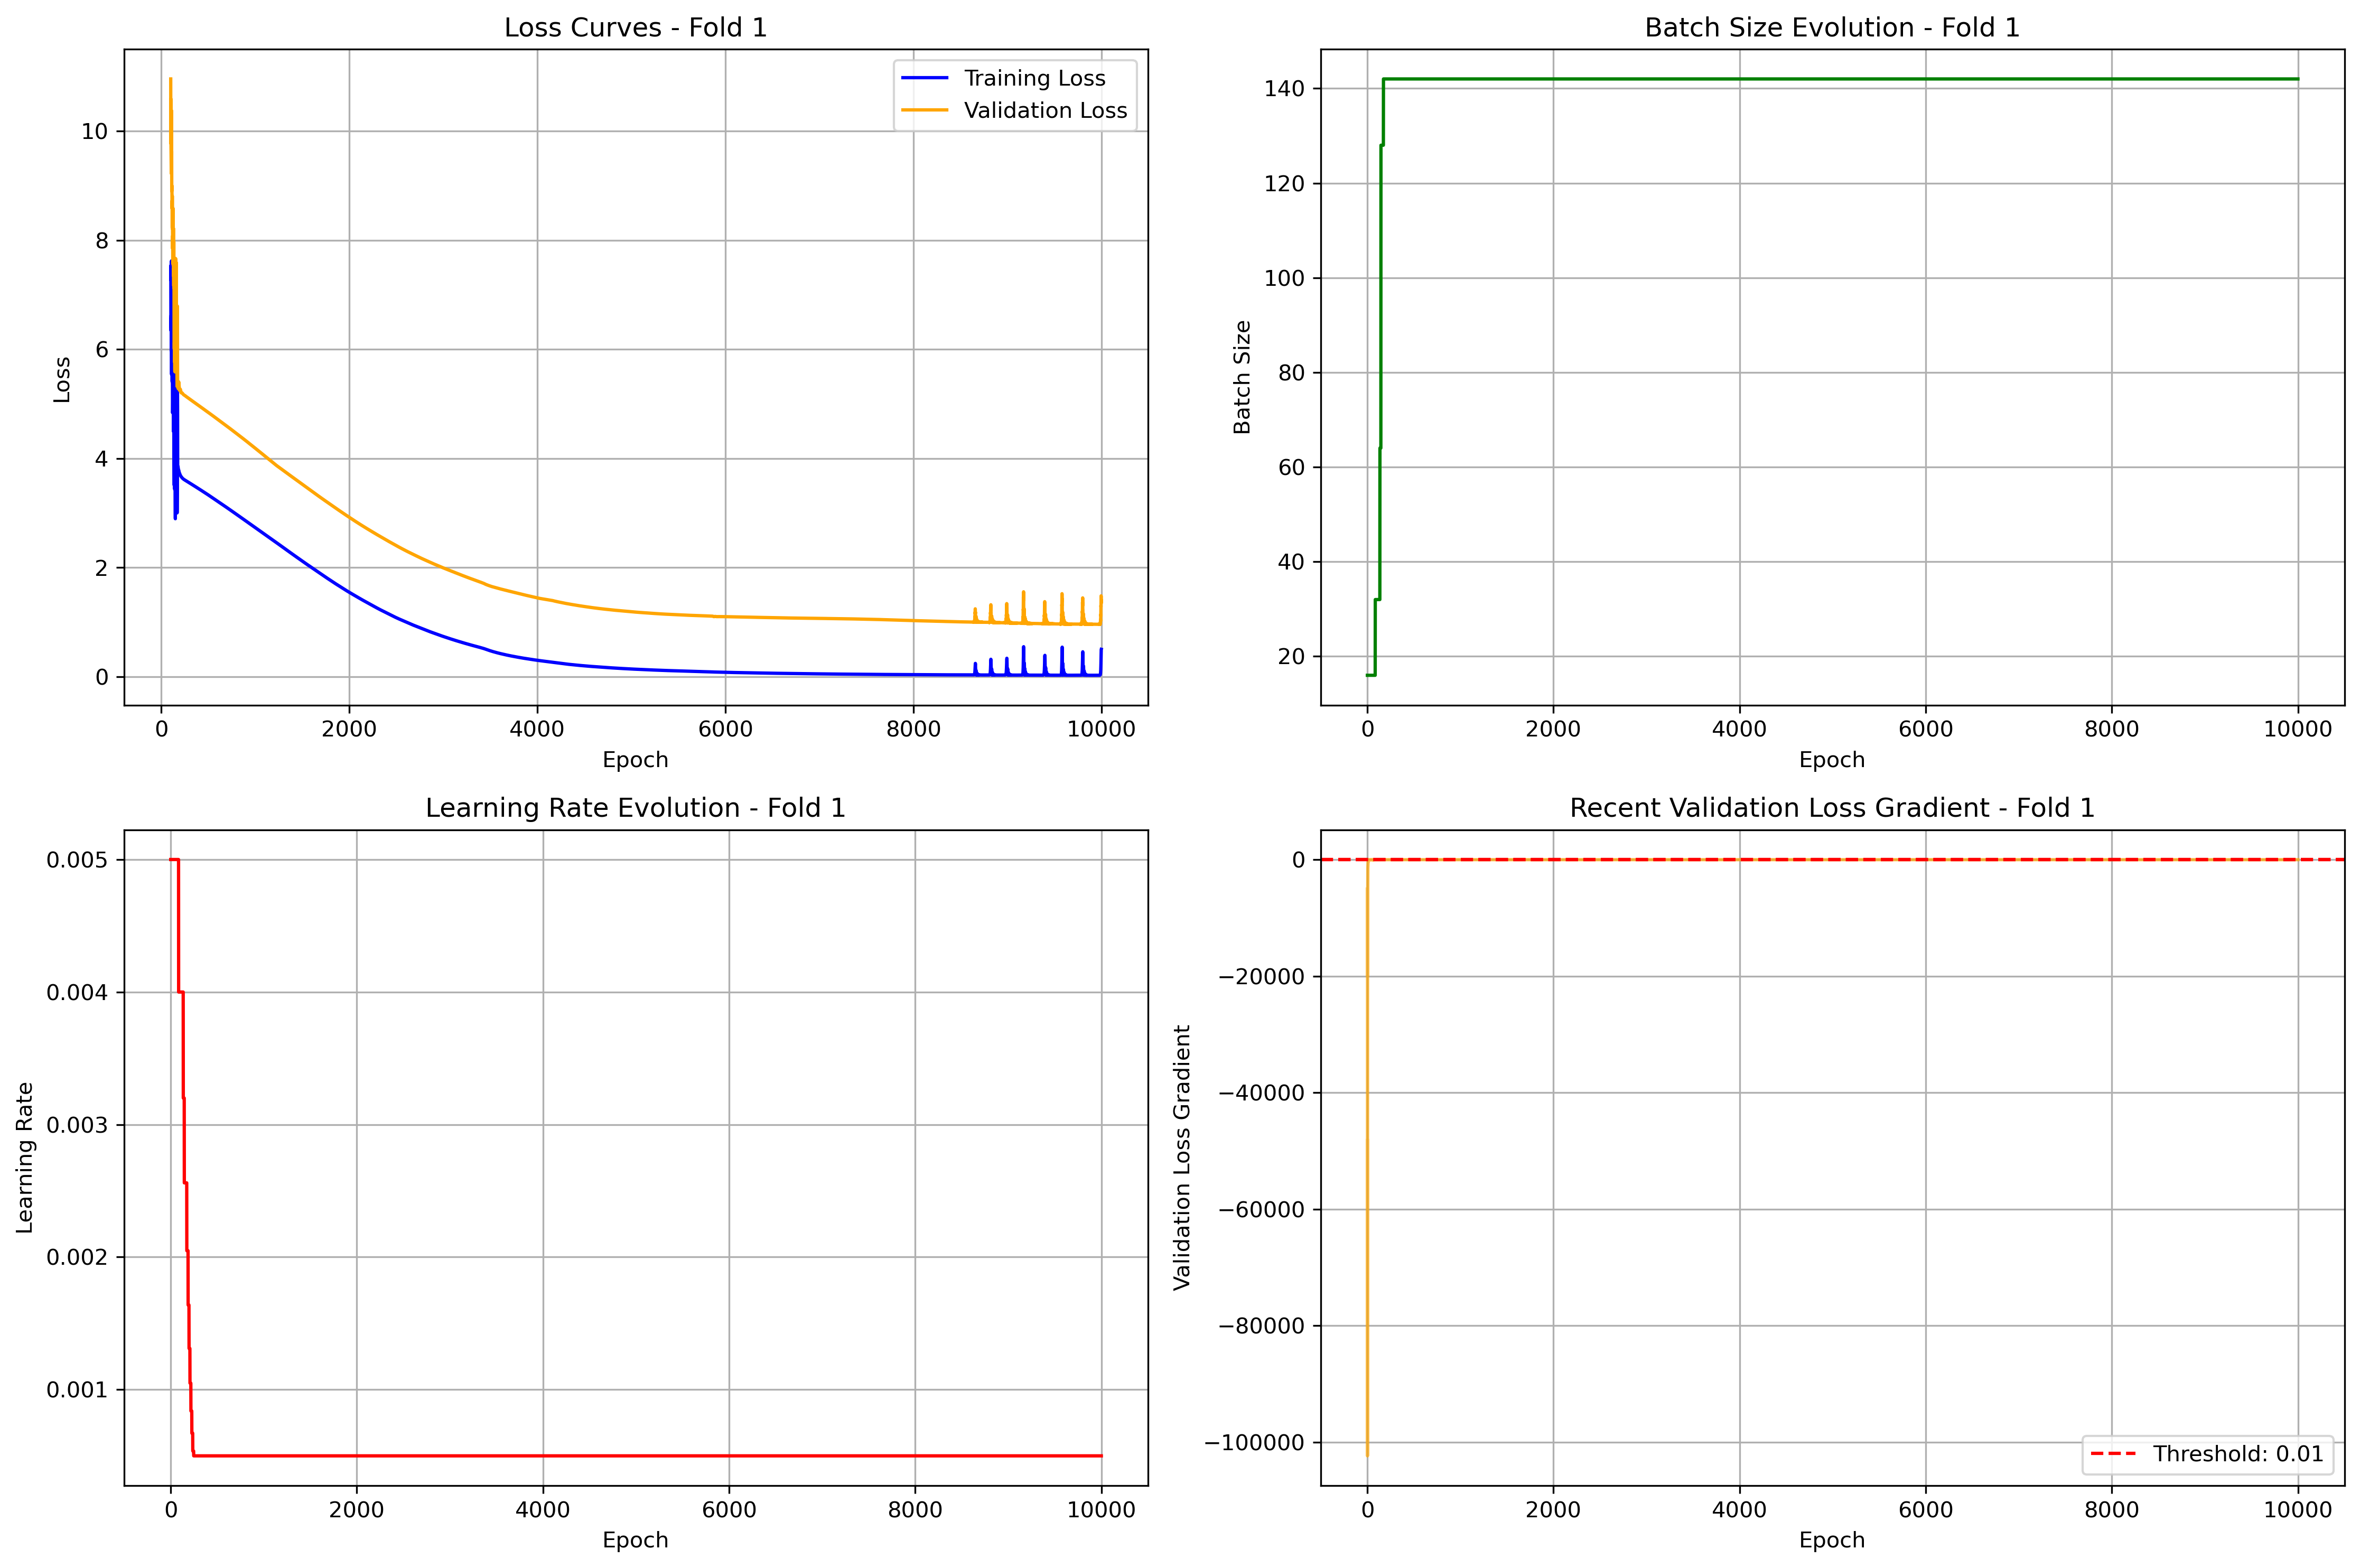 Loss Curves - Fold 1
Training Loss
Validation Loss
10
8
6
4
2
0
Loss
0 2000 4000 6000 8000 10000
Epoch
Batch Size Evolution - Fold 1
140
120
100
80
60
40
20
Batch Size
0 2000 4000 6000 8000 10000
Epoch
Learning Rate Evolution - Fold 1
0.005
0.004
0.003
0.002
0.001
Learning Rate
0 2000 4000 6000 8000 10000
Epoch
Recent Validation Loss Gradient - Fold 1
0
−20000
−40000
−60000
−80000
−100000
Validation Loss Gradient
Threshold: 0.01
0 2000 4000 6000 8000 10000
Epoch